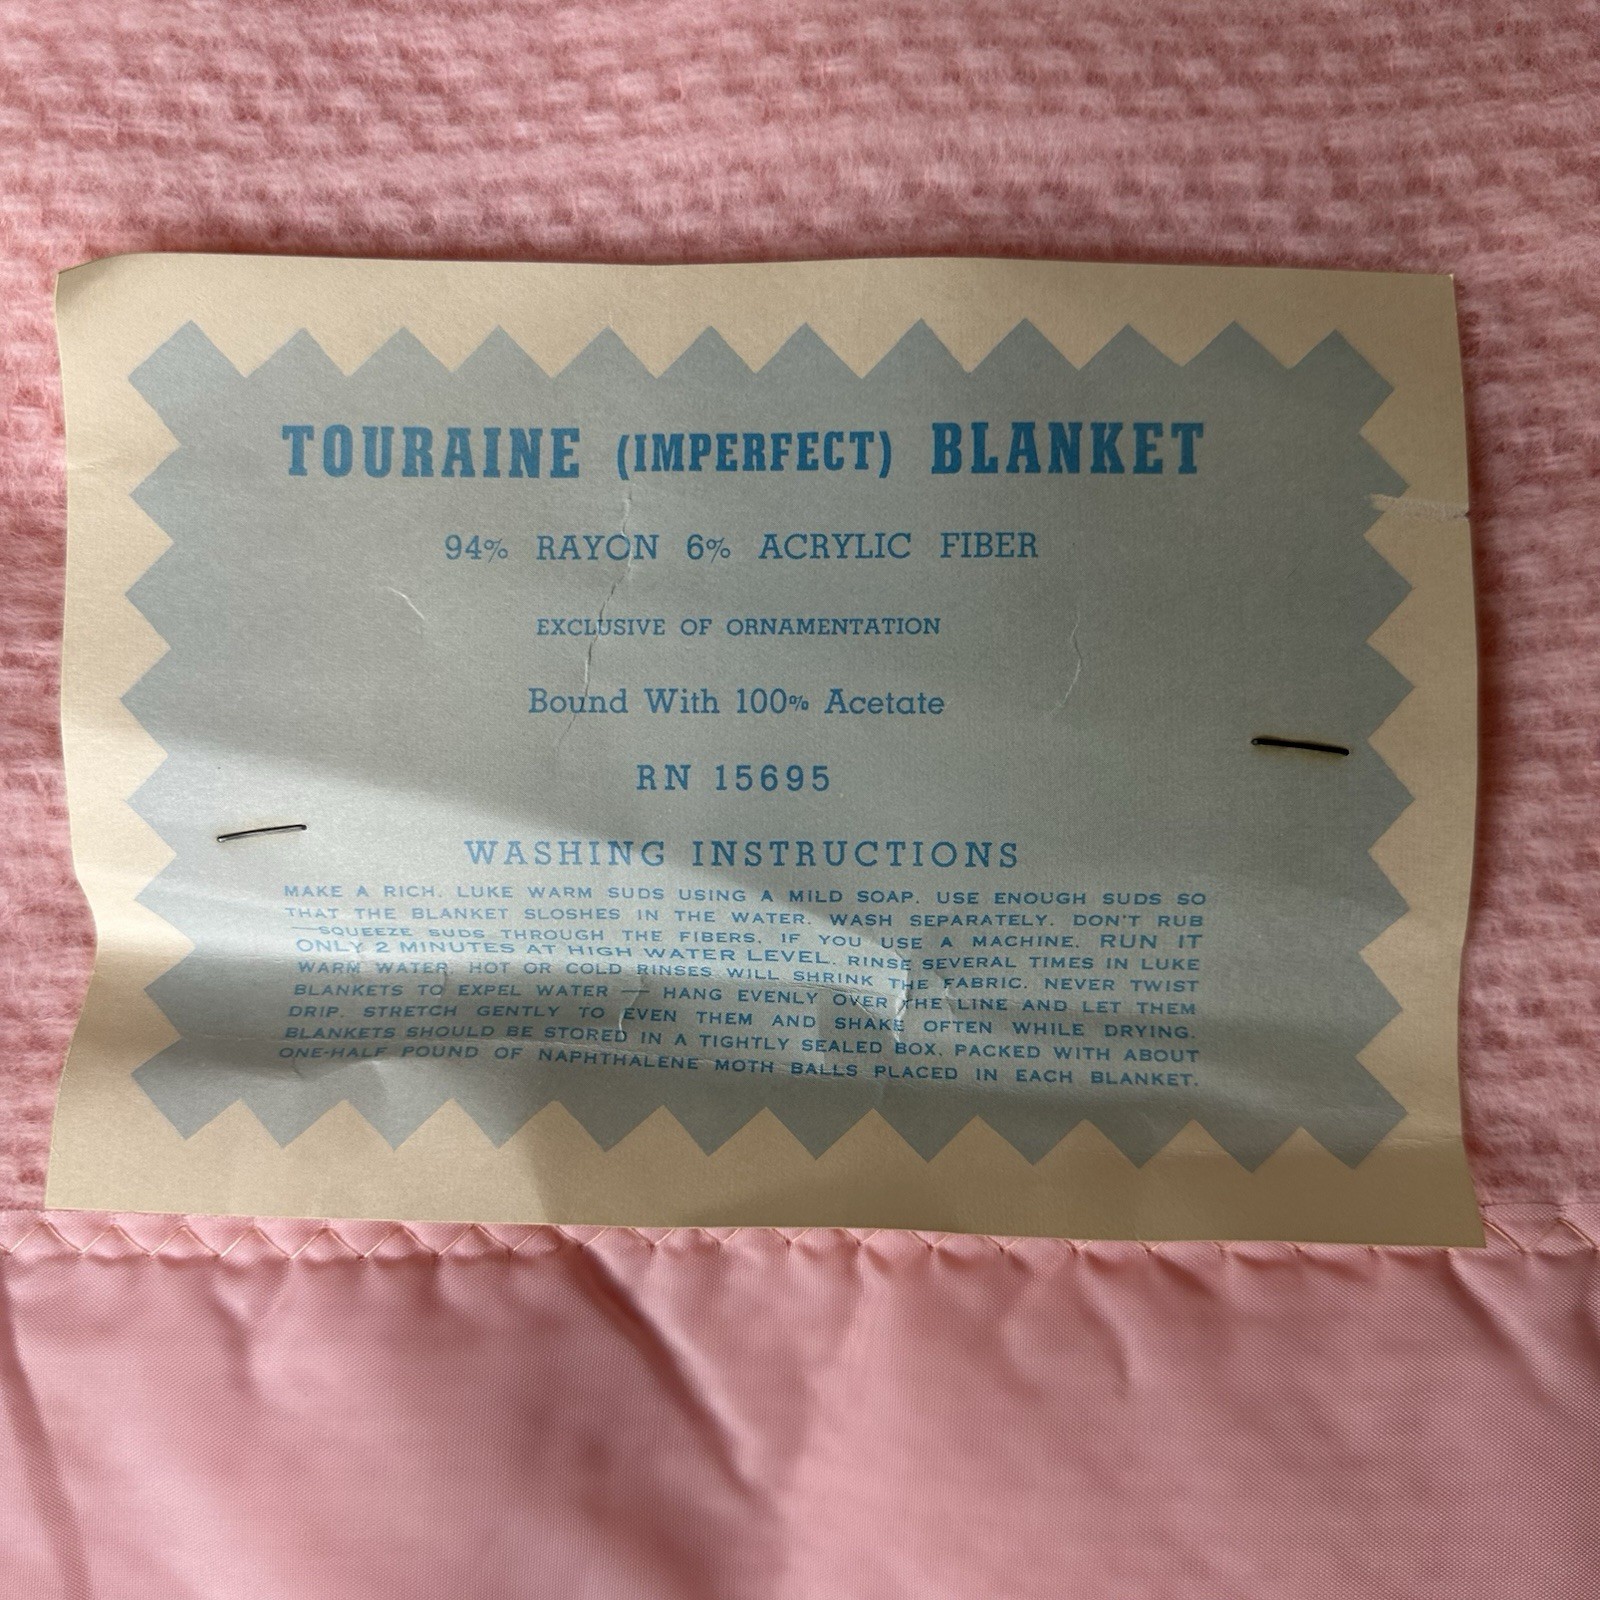 TOURAINE (IMPERFECT) BLANKET
94% RAYON 6% ACRYLIC FIBER
EXCLUSIVE OF ORNAMENTATION
Bound With 100% Acetate
RN 15695
WASHING INSTRUCTIONS
MAKE A RICH, LUKE WARM SUDS USING A MILD SOAP. USE ENOUGH SUDS SO
THAT THE BLANKET SLOSHES IN THE WATER. WASH SEPARATELY. DON'T RUB
—SQUEEZE SUDS THROUGH THE FIBERS. IF YOU USE A MACHINE, RUN IT
ONLY 2 MINUTES AT HIGH WATER LEVEL. RINSE SEVERAL TIMES IN LUKE
WARM WATER. HOT OR COLD RINSES WILL SHRINK THE FABRIC. NEVER TWIST
BLANKETS TO EXPEL WATER — HANG EVENLY OVER THE LINE AND LET THEM
DRIP. STRETCH GENTLY TO EVEN THEM AND SHAKE OFTEN WHILE DRYING.
BLANKETS SHOULD BE STORED IN A TIGHTLY SEALED BOX, PACKED WITH ABOUT
ONE-HALF POUND OF NAPHTHALENE MOTH BALLS PLACED IN EACH BLANKET.